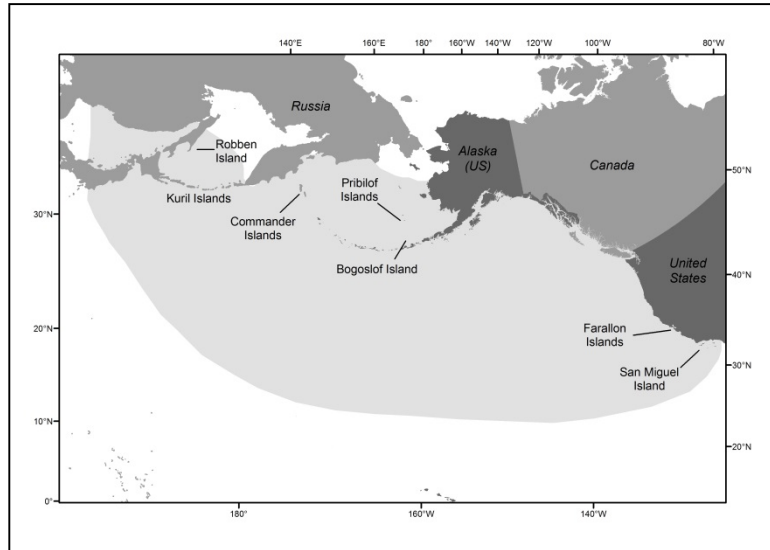 140°E 160°E 180° 160°W 140°W 120°W 100°W 80°W
Russia
Robben
Island
Alaska
(US)
Canada
50°N
Pribilof
Islands
Kuril Islands
30°N
Commander
Islands
Bogoslof Island
United
States
40°N
20°N
Farallon
Islands
30°N
San Miguel
Island
10°N
20°N
0°
180° 160°W 140°W